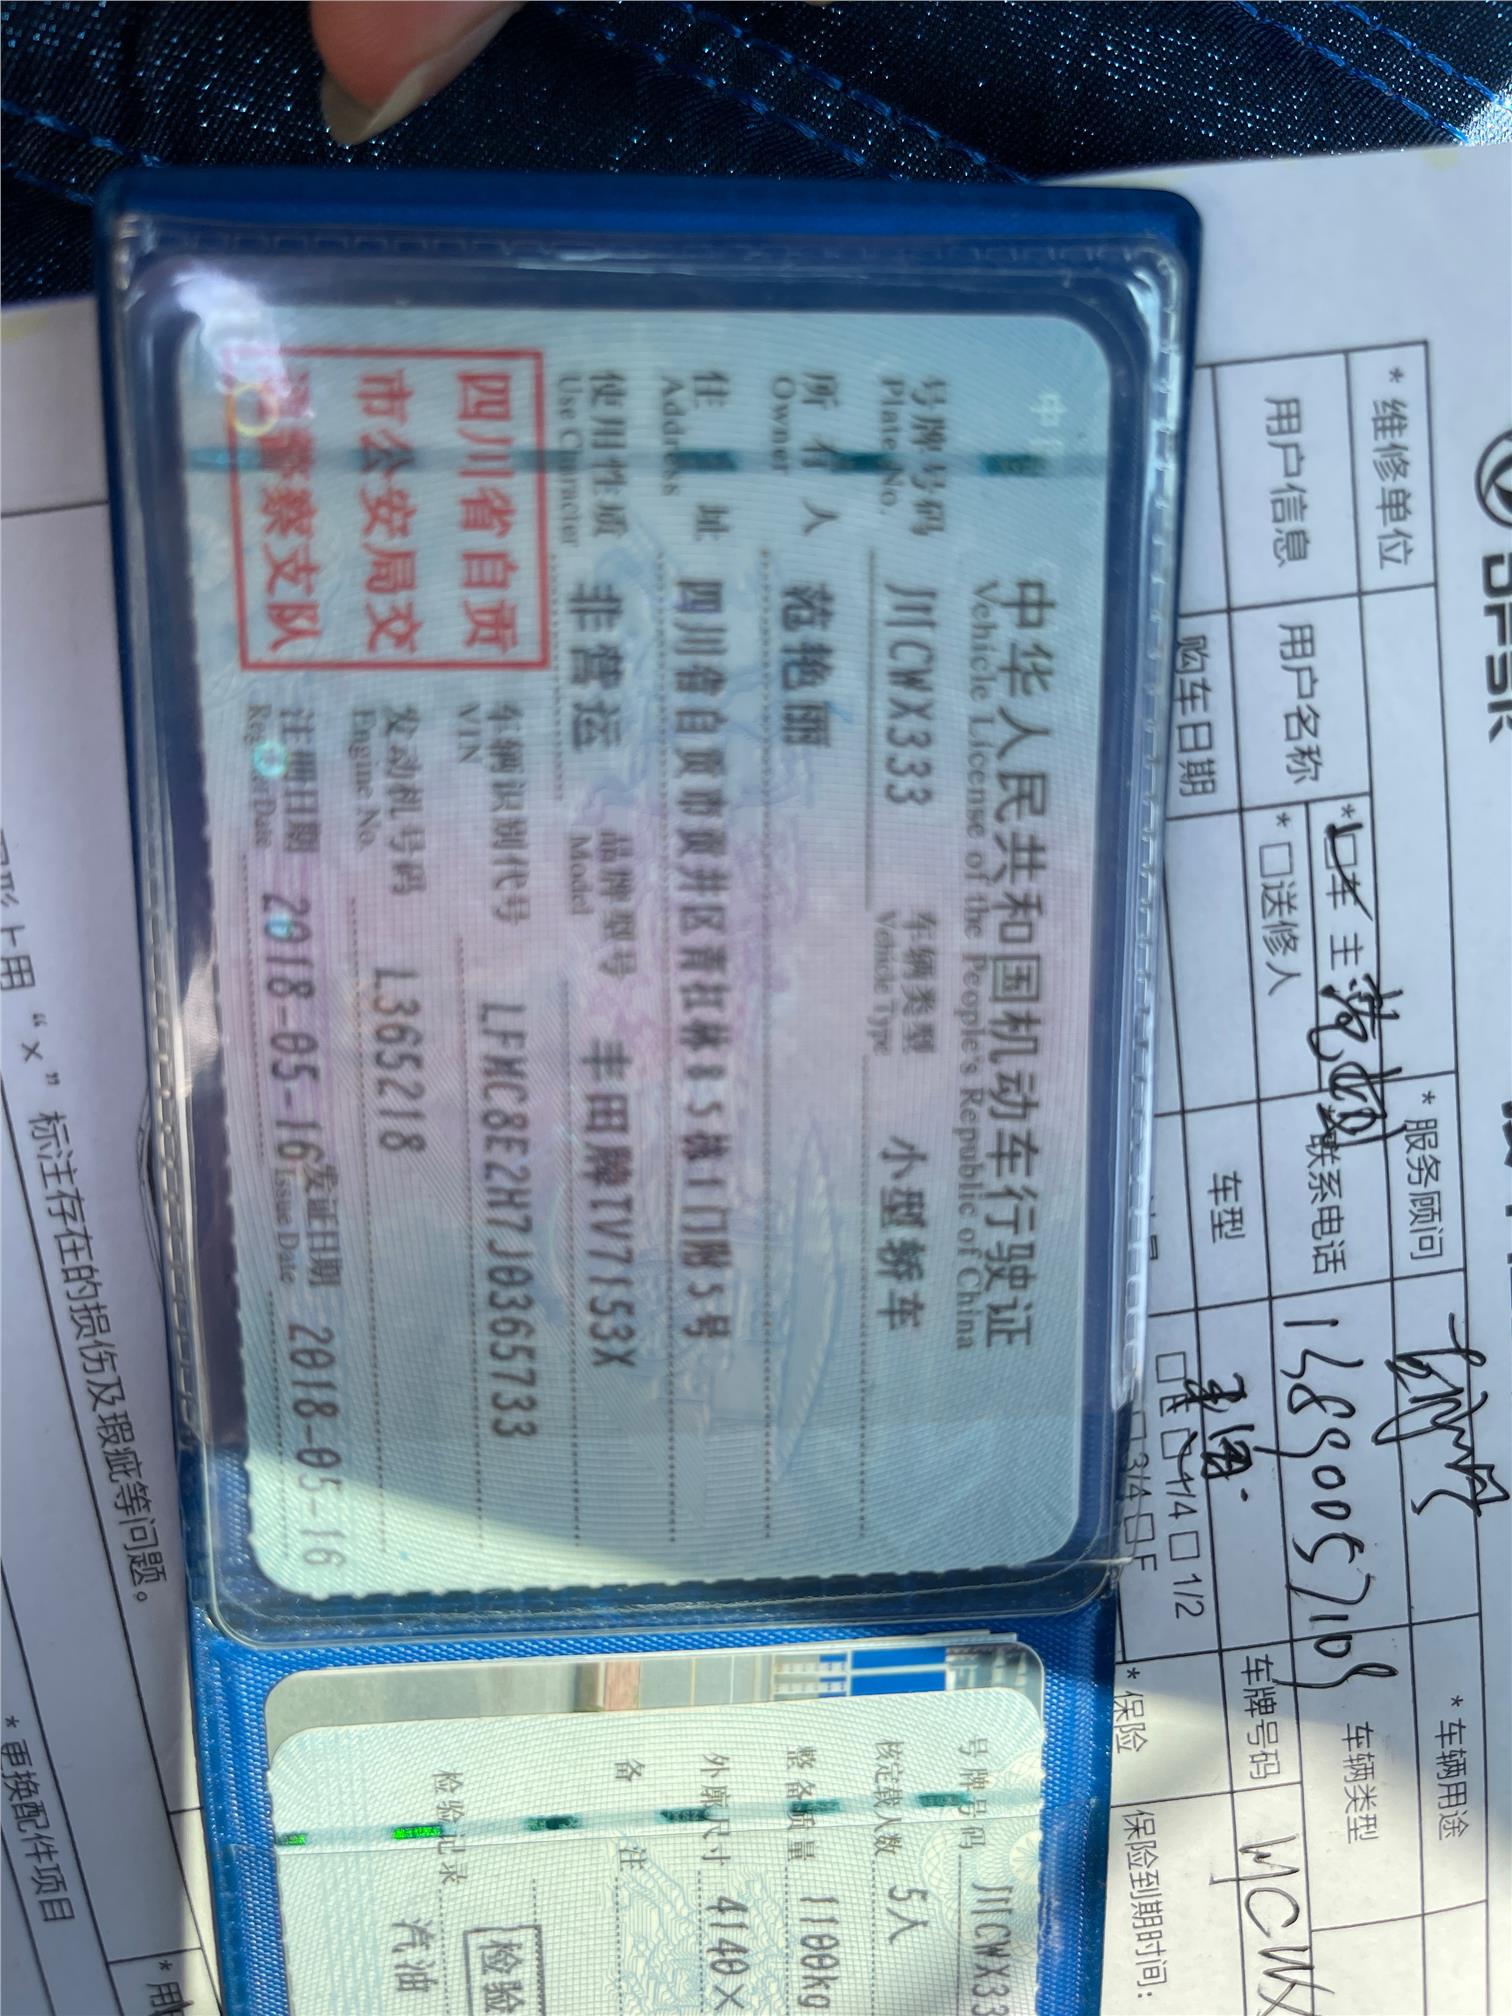 中华人民共和国机动车行驶证
Vehicle License of the People's Republic of China
号牌号码 川CWX333 车辆类型 小型轿车
Plate No. Vehicle Type
所有人 范艳丽
Owner
住址 四川省自贡市贡井区青杠林85栋1门附5号
Address
使用性质 非营运 品牌型号 丰田牌TV7153X
Use Character Model
四川省自贡
市公安局交
警察支队
车辆识别代号 LFMC8E2H7J0365733
VIN
发动机号码 L365218
Engine No.
注册日期 2018-05-16 发证日期 2018-05-16
Issue Date
号牌号码 川CWX33
核定载人数 5人
整备质量 1100kg
外廓尺寸 4140×
备注
检验记录
检验
汽油
DFSK
*维修单位 *服务顾问 *车辆用途
用户信息 用户名称 *□车主 联系电话 18900571 车辆类型
*□送修人
购车日期 车型 车牌号码
□E □1/4 □1/2
□3/4 □F
*保险 保险到期时间:
上用“×”标注存在的损伤及瑕疵等问题。
*更换配件项目
*用